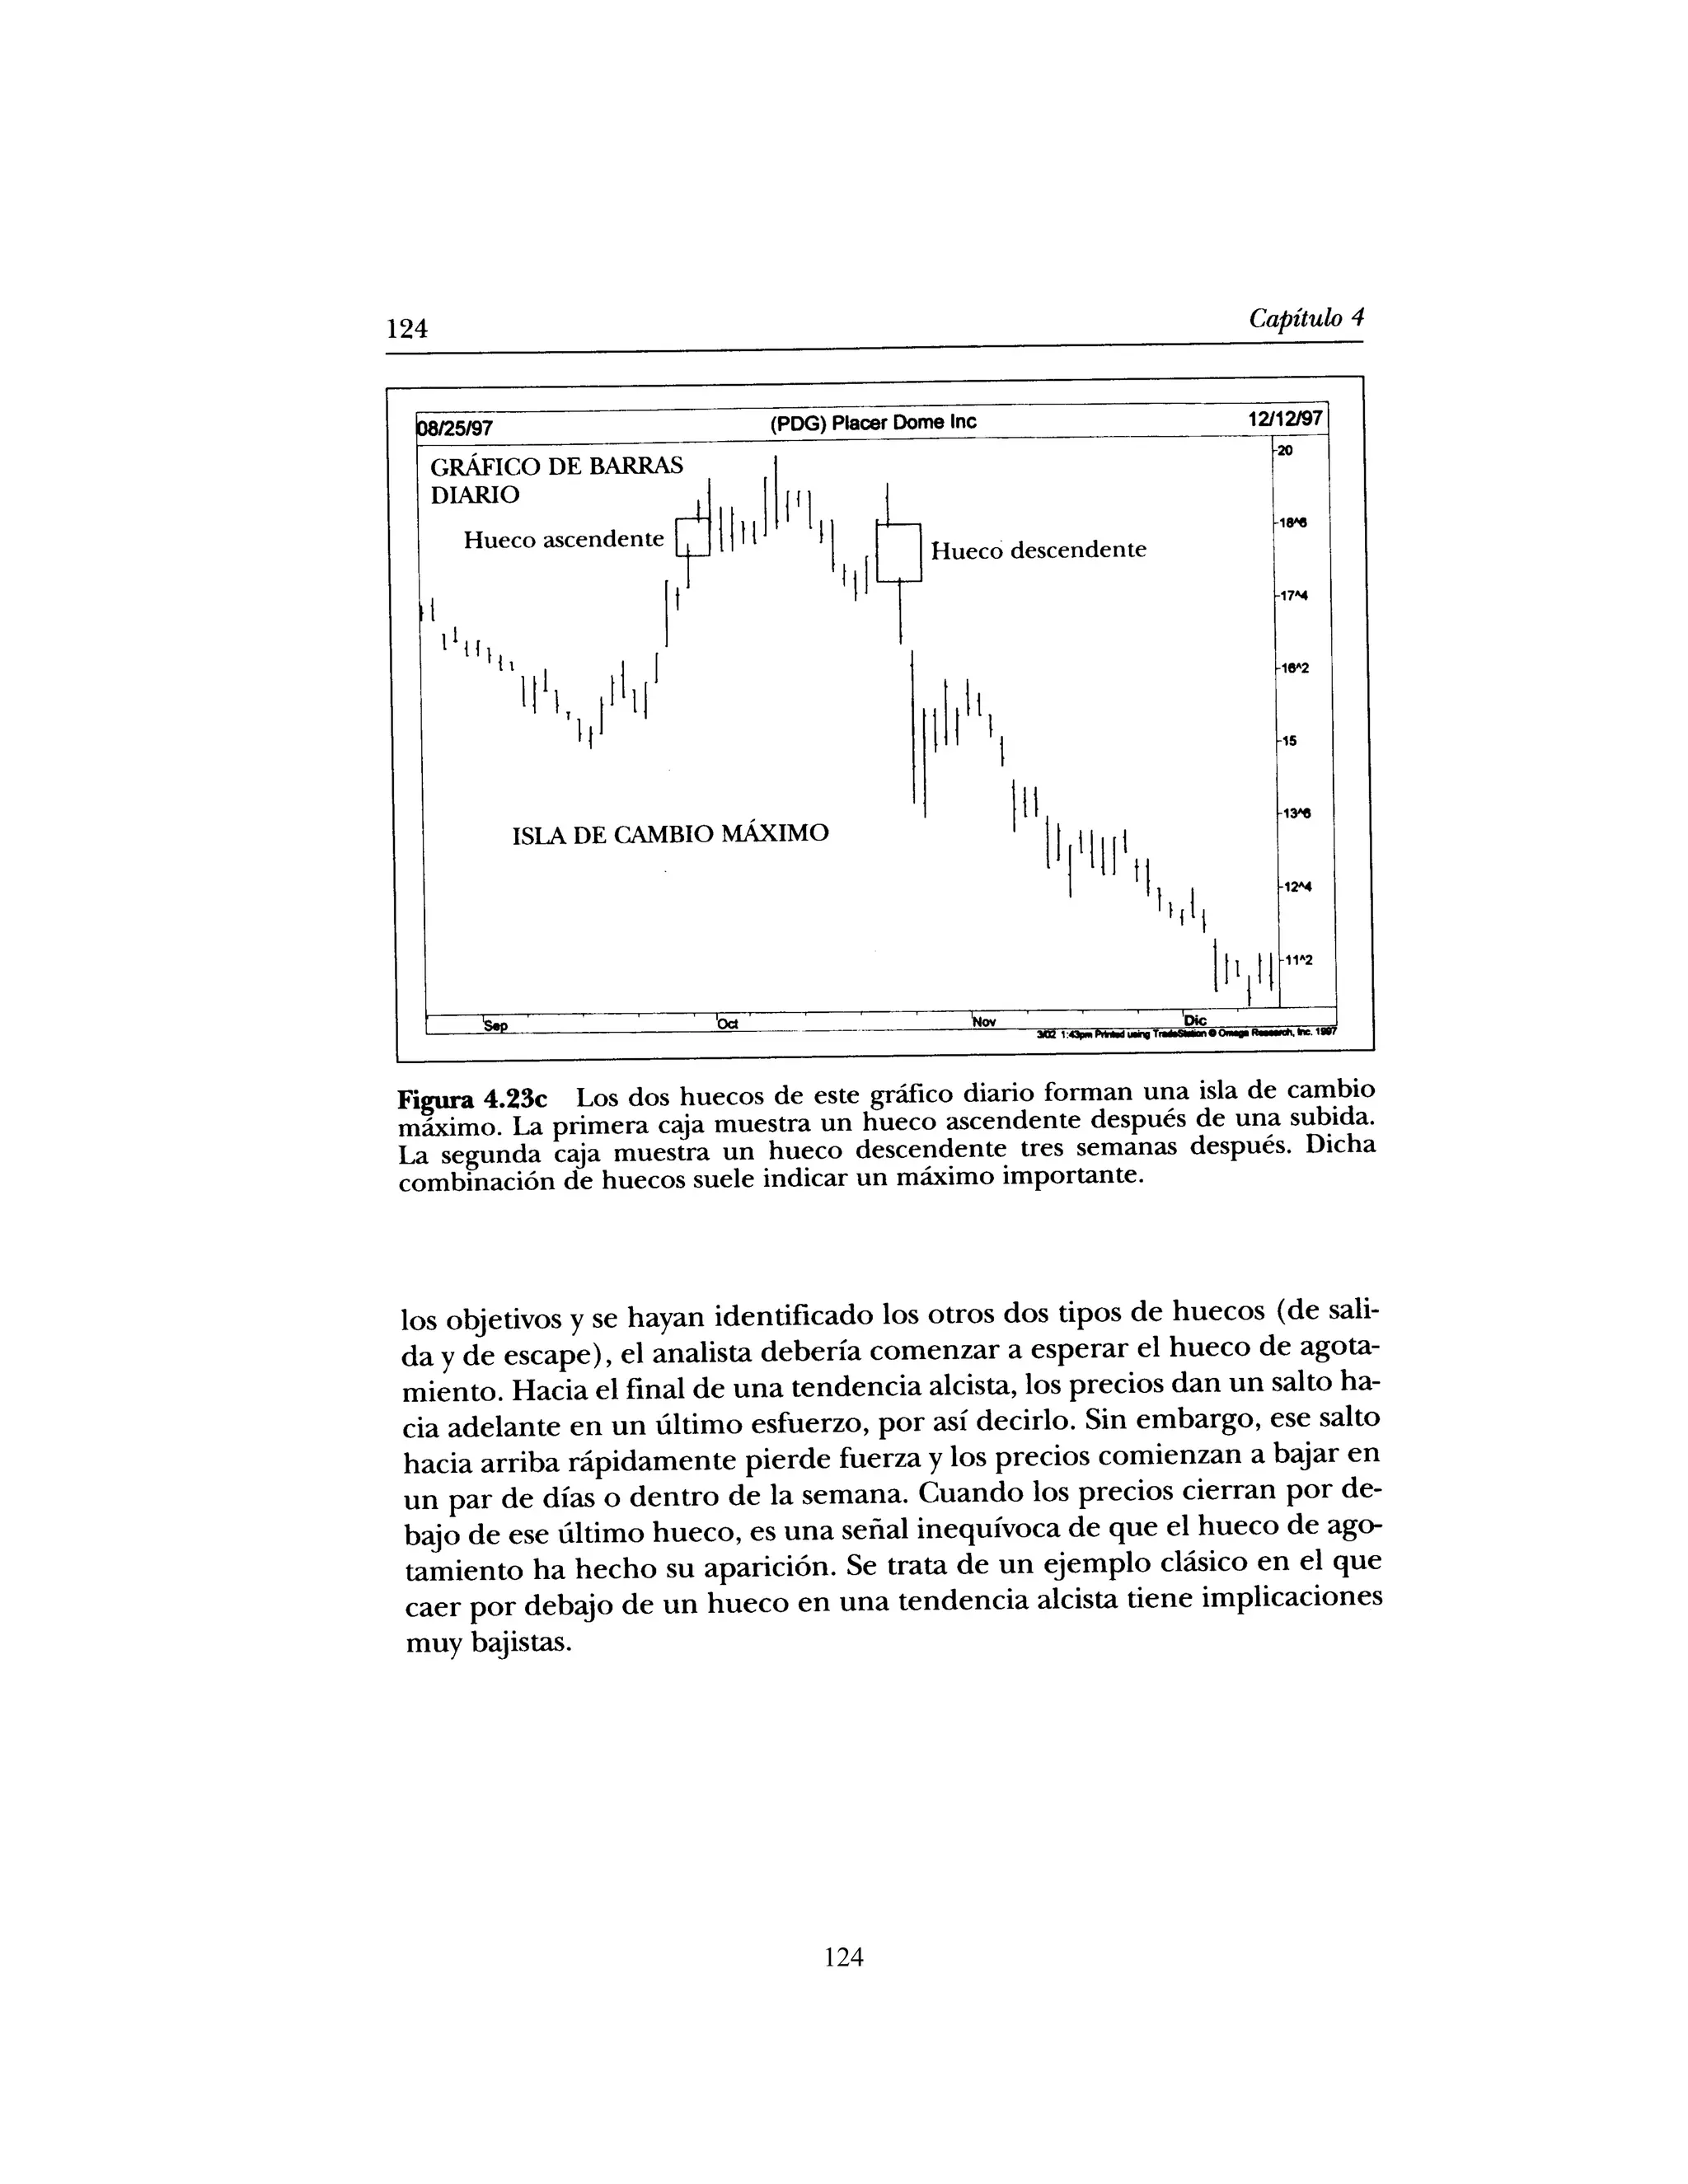 124
Capítulo 4
08/25/97
(PDG) Placer Dome Inc
12/12/97
GRÁFICO DE BARRAS
DIARIO
Hueco ascendente
Hueco descendente
ISLA DE CAMBIO MÁXIMO
20
18^6
17^4
16^2
15
13^6
12^4
11^2
Sep
Oct
Nov
Dic
3/02 1:43pm Printed using TradeStation © Omega Research, Inc. 1997
Figura 4.23c Los dos huecos de este gráfico diario forman una isla de cambio
máximo. La primera caja muestra un hueco ascendente después de una subida.
La segunda caja muestra un hueco descendente tres semanas después. Dicha
combinación de huecos suele indicar un máximo importante.
los objetivos y se hayan identificado los otros dos tipos de huecos (de sali-
da y de escape), el analista debería comenzar a esperar el hueco de agota-
miento. Hacia el final de una tendencia alcista, los precios dan un salto ha-
cia adelante en un último esfuerzo, por así decirlo. Sin embargo, ese salto
hacia arriba rápidamente pierde fuerza y los precios comienzan a bajar en
un par de días o dentro de la semana. Cuando los precios cierran por de-
bajo de ese último hueco, es una señal inequívoca de que el hueco de ago-
tamiento ha hecho su aparición. Se trata de un ejemplo clásico en el que
caer por debajo de un hueco en una tendencia alcista tiene implicaciones
muy bajistas.
124